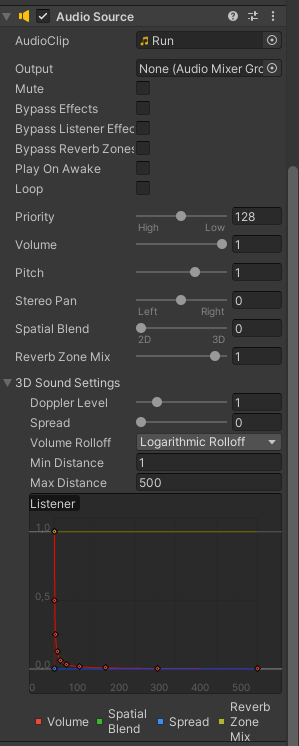 Audio Source
AudioClip Run
Output None (Audio Mixer Gro
Mute
Bypass Effects
Bypass Listener Effec
Bypass Reverb Zones
Play On Awake
Loop
Priority 128
High Low
Volume 1
Pitch 1
Stereo Pan 0
Left Right
Spatial Blend 0
2D 3D
Reverb Zone Mix 1
3D Sound Settings
Doppler Level 1
Spread 0
Volume Rolloff Logarithmic Rolloff
Min Distance 1
Max Distance 500
Listener
1,0
0,5
0,0
0 100 200 300 400 500
Volume
Spatial Blend
Spread
Reverb Zone Mix